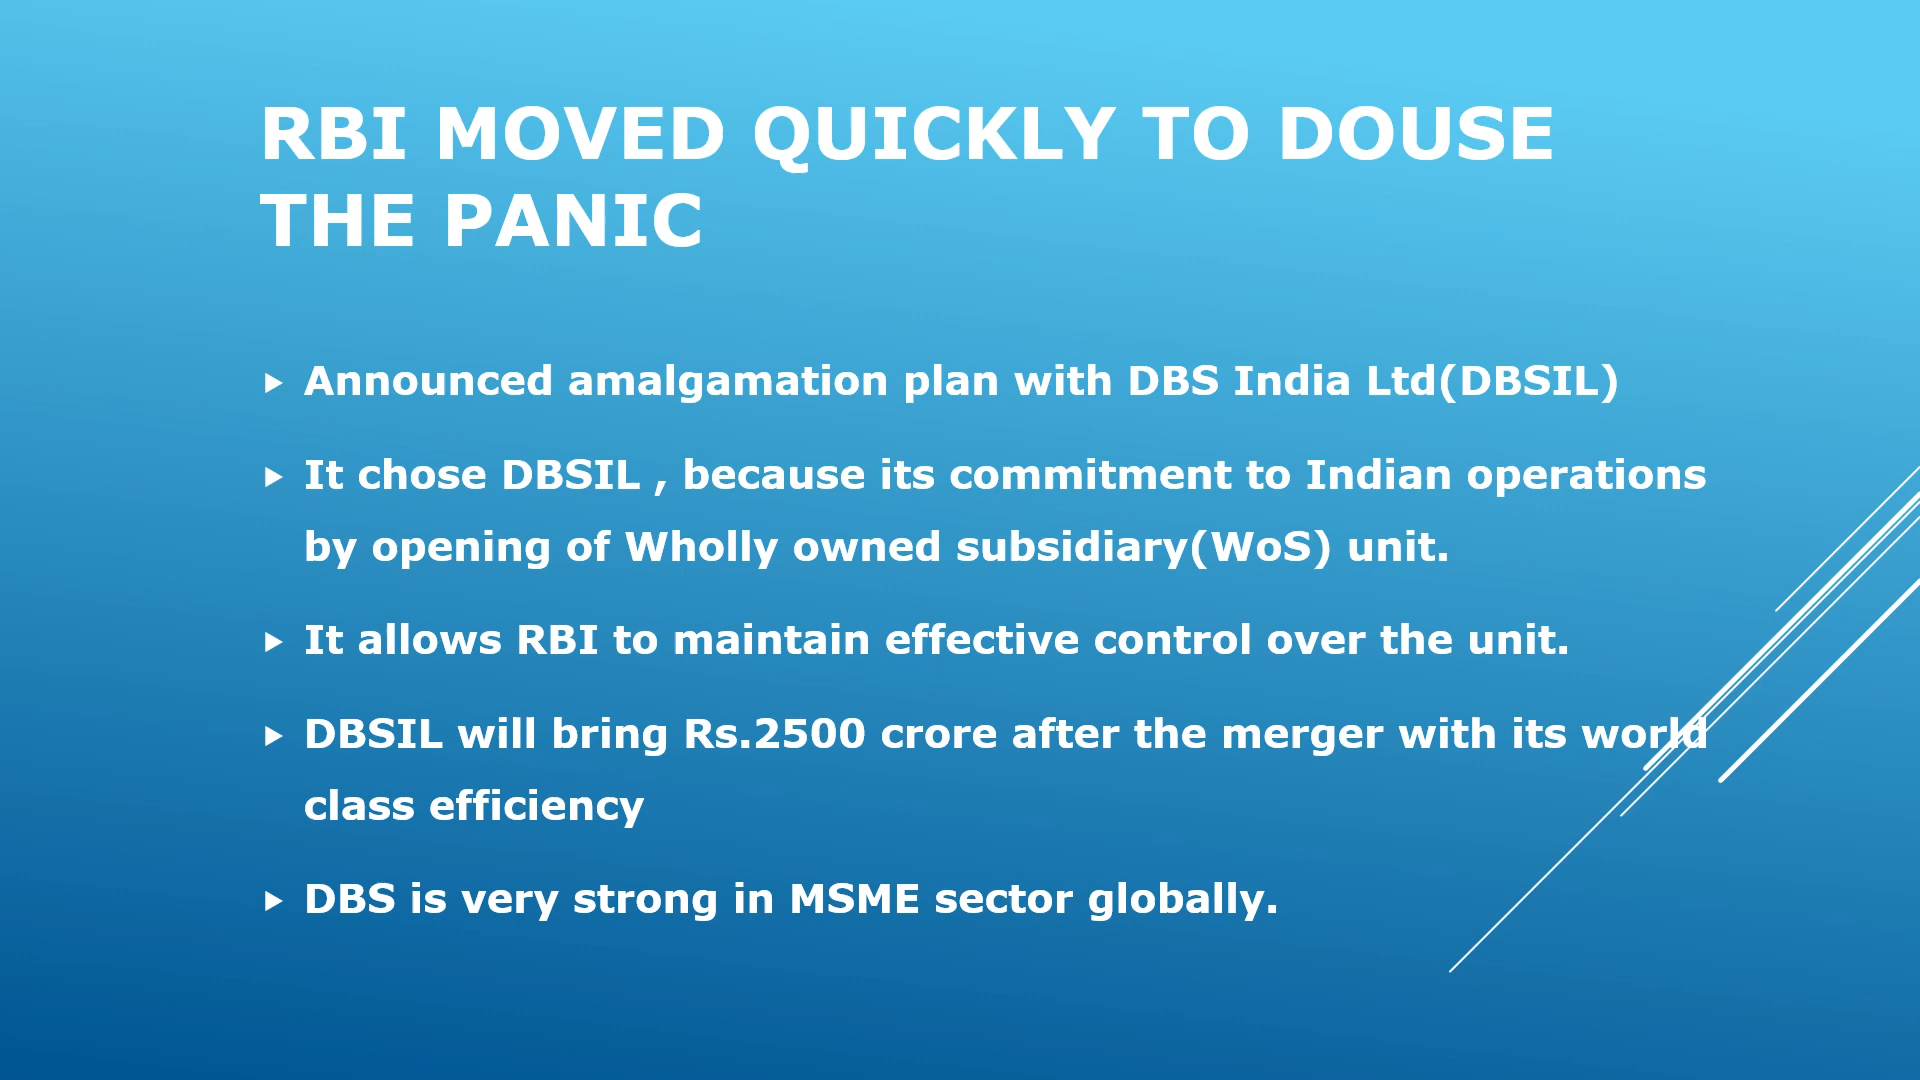 RBI MOVED QUICKLY TO DOUSE
THE PANIC
Announced amalgamation plan with DBS India Ltd(DBSIL)
It chose DBSIL , because its commitment to Indian operations
by opening of Wholly owned subsidiary(WoS) unit.
It allows RBI to maintain effective control over the unit.
DBSIL will bring Rs.2500 crore after the merger with its world
class efficiency
DBS is very strong in MSME sector globally.